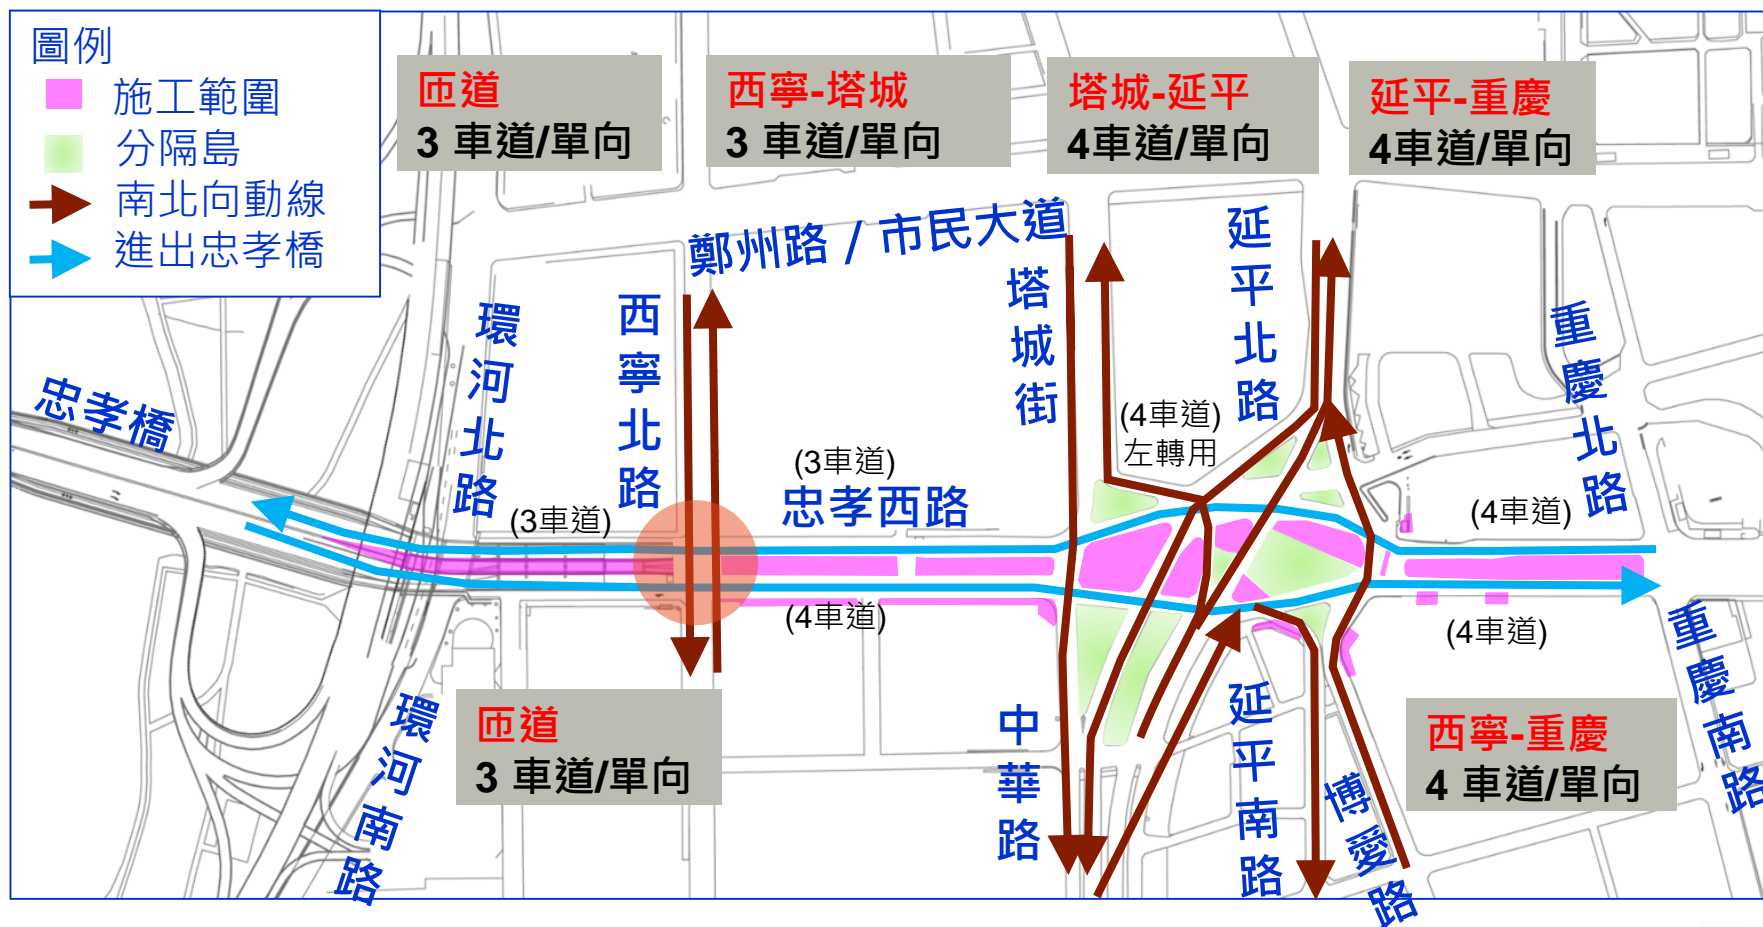 圖例
施工範圍
分隔島
南北向動線
進出忠孝橋
匝道
3 車道/單向
西寧-塔城
3 車道/單向
塔城-延平
4車道/單向
延平-重慶
4車道/單向
鄭州路 / 市民大道
環河北路
西寧北路
塔城街
延平北路
重慶北路
忠孝橋
(4車道)
左轉用
(3車道)
忠孝西路
(3車道)
(4車道)
(4車道)
(4車道)
匝道
3 車道/單向
環河南路
中華路
延平南路
博愛路
重慶南路
西寧-重慶
4 車道/單向